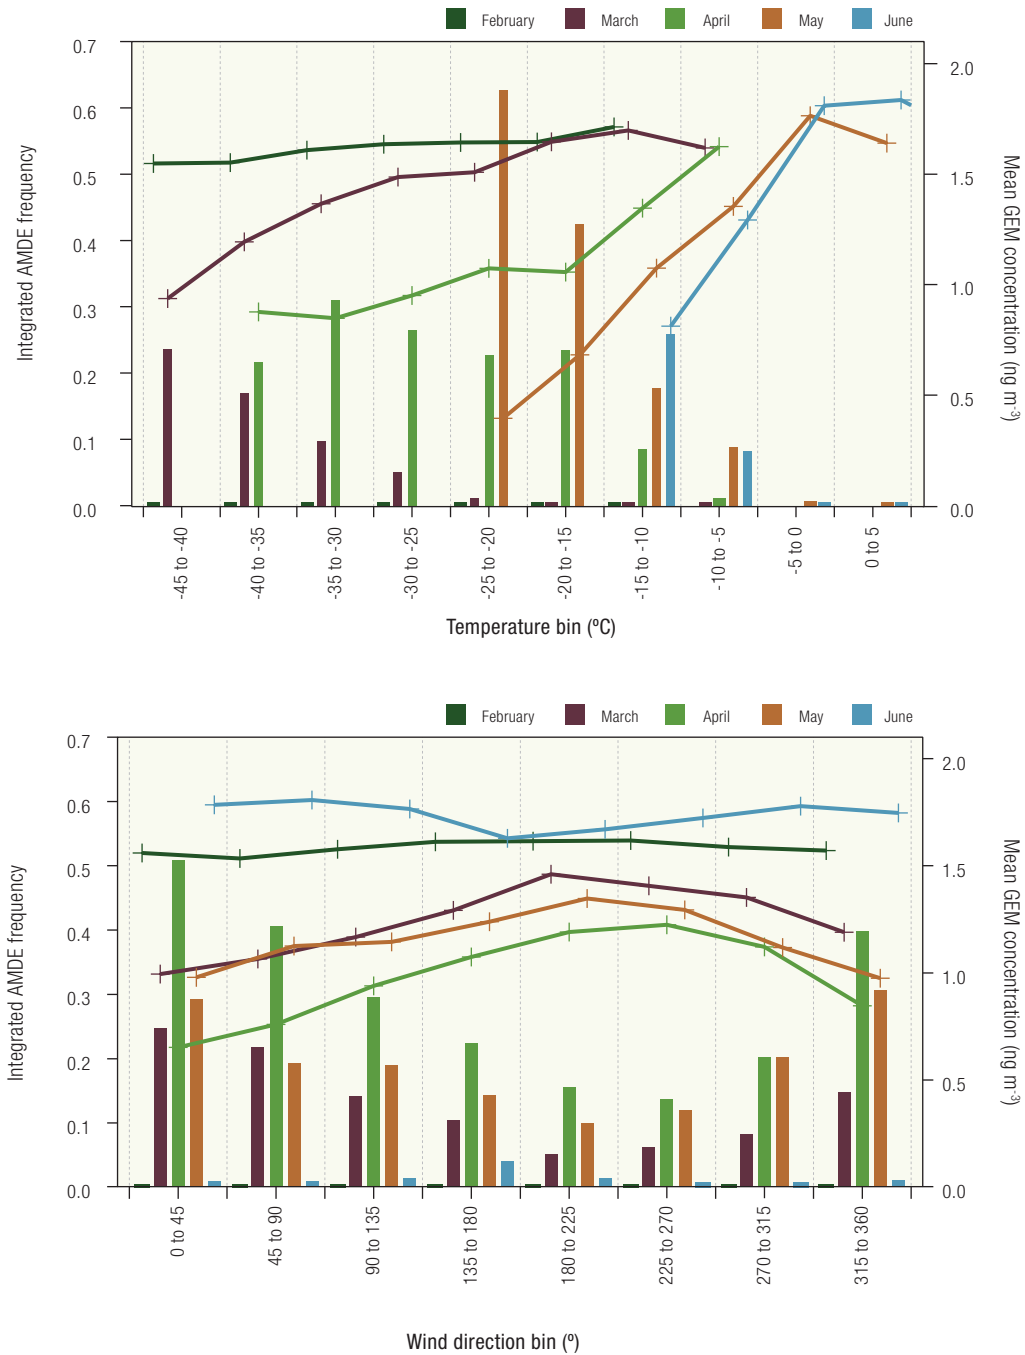 February March April May June
0.7
0.6
0.5
0.4
0.3
0.2
0.1
0.0
Integrated AMDE frequency
2.0
1.5
1.0
0.5
0.0
Mean GEM concentration (ng m-3)
-45 to -40
-40 to -35
-35 to -30
-30 to -25
-25 to -20
-20 to -15
-15 to -10
-10 to -5
-5 to 0
0 to 5
Temperature bin (ºC)
February March April May June
0.7
0.6
0.5
0.4
0.3
0.2
0.1
0.0
Integrated AMDE frequency
2.0
1.5
1.0
0.5
0.0
Mean GEM concentration (ng m-3)
0 to 45
45 to 90
90 to 135
135 to 180
180 to 225
225 to 270
270 to 315
315 to 360
Wind direction bin (º)